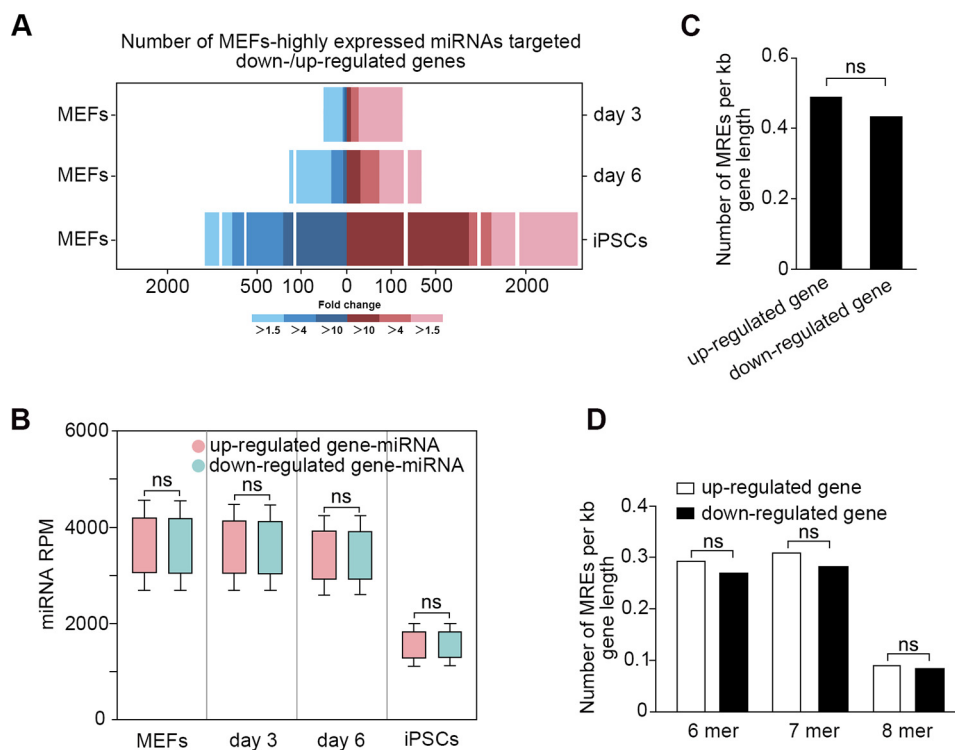 A
Number of MEFs-highly expressed miRNAs targeted
down-/up-regulated genes
MEFs
day 3
MEFs
day 6
MEFs
iPSCs
2000 500 100 0 100 500 2000
Fold change
>1.5 >4 >10 >10 >4 >1.5
B
miRNA RPM
6000
4000
2000
0
up-regulated gene-miRNA
down-regulated gene-miRNA
ns ns ns ns
MEFs day 3 day 6 iPSCs
C
Number of MREs per kb
gene length
0.6
0.4
0.2
0
ns
up-regulated gene
down-regulated gene
D
Number of MREs per kb
gene length
0.4
0.3
0.2
0.1
0
up-regulated gene
down-regulated gene
ns ns ns
6 mer 7 mer 8 mer